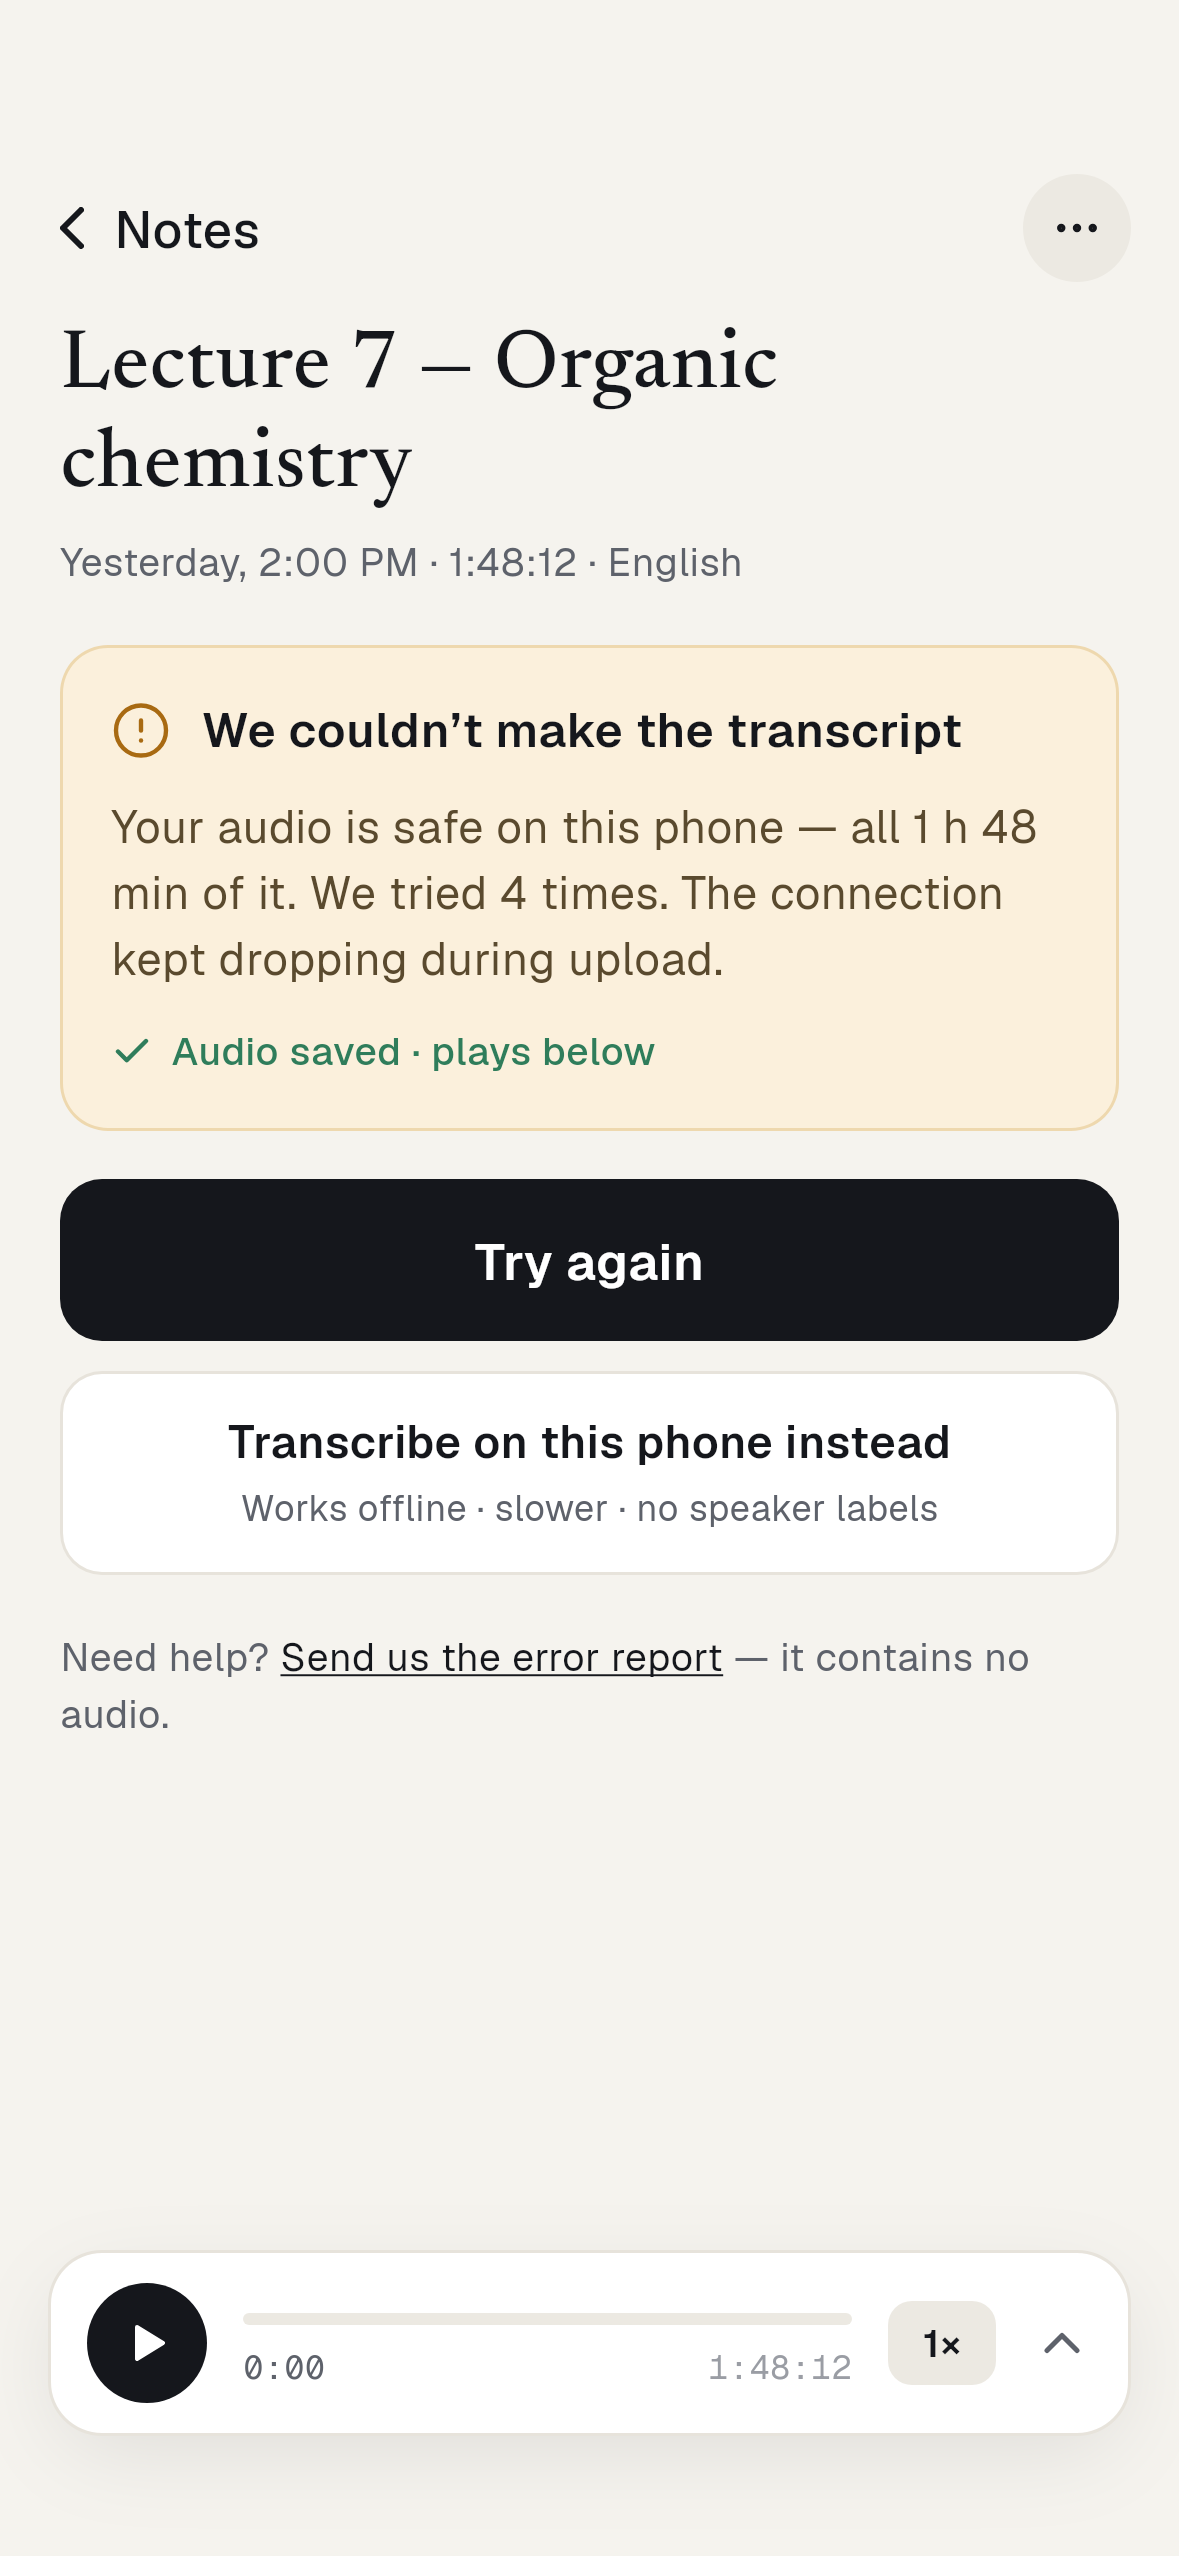 Notes
Lecture 7 – Organic
chemistry
Yesterday, 2:00 PM · 1:48:12 · English
We couldn’t make the transcript
Your audio is safe on this phone — all 1 h 48
min of it. We tried 4 times. The connection
kept dropping during upload.
Audio saved · plays below
Try again
Transcribe on this phone instead
Works offline · slower · no speaker labels
Need help? Send us the error report — it contains no
audio.
0:00
1:48:12
1×